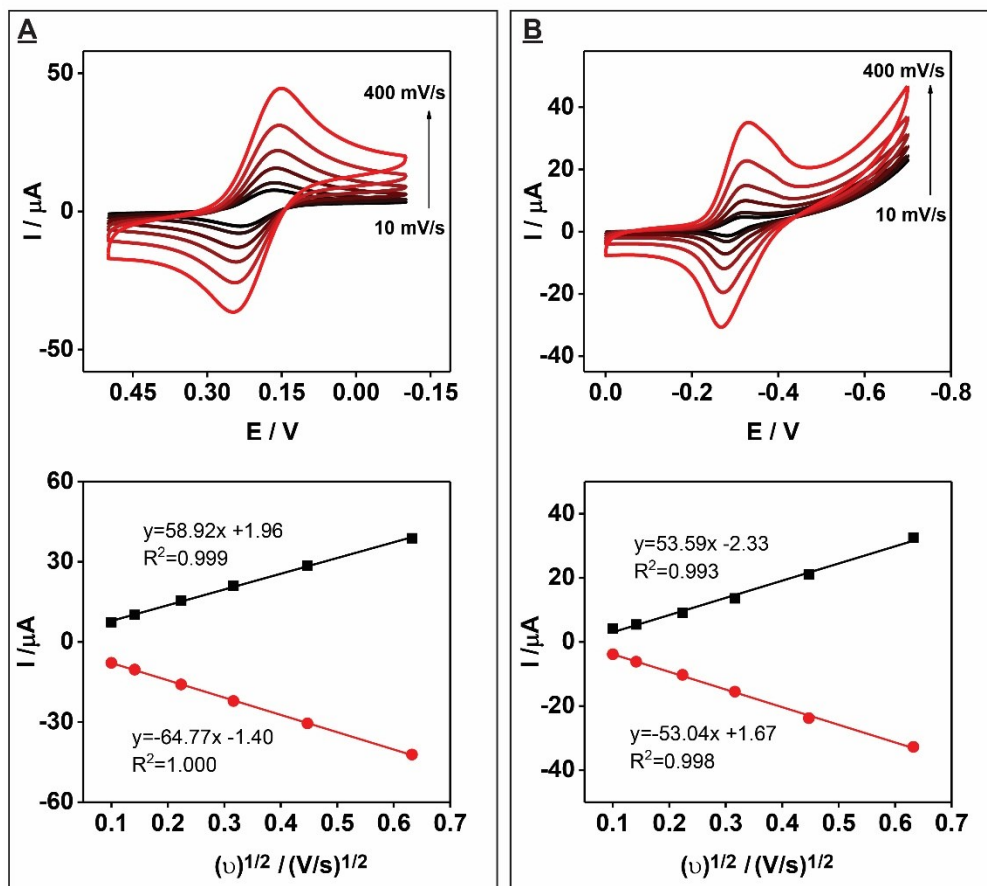 A
50
0
-50
I / μA
400 mV/s
10 mV/s
0.45 0.30 0.15 0.00 -0.15
E / V
60
30
0
-30
-60
I /μA
y=58.92x +1.96
R²=0.999
y=-64.77x -1.40
R²=1.000
0.1 0.2 0.3 0.4 0.5 0.6 0.7
(υ)¹/² / (V/s)¹/²
B
40
20
0
-20
-40
I / μA
400 mV/s
10 mV/s
0.0 -0.2 -0.4 -0.6 -0.8
E / V
40
20
0
-20
-40
I /μA
y=53.59x -2.33
R²=0.993
y=-53.04x +1.67
R²=0.998
0.1 0.2 0.3 0.4 0.5 0.6 0.7
(υ)¹/² / (V/s)¹/²